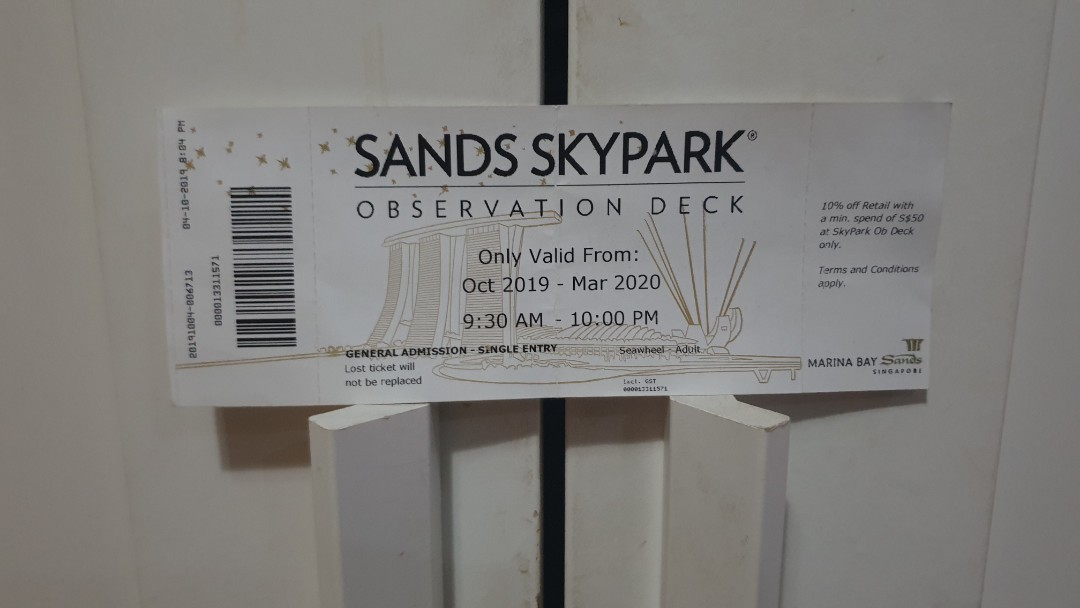 04-10-2019 8:04 PM
20191004-006713
000013311571
SANDS SKYPARK®
OBSERVATION DECK
Only Valid From:
Oct 2019 - Mar 2020
9:30 AM - 10:00 PM
GENERAL ADMISSION - SINGLE ENTRY
Seawheel - Adult
Lost ticket will
not be replaced
Incl. GST
000013311571
10% off Retail with
a min. spend of S$50
at SkyPark Ob Deck
only.
Terms and Conditions
apply.
MARINA BAY Sands
SINGAPORE